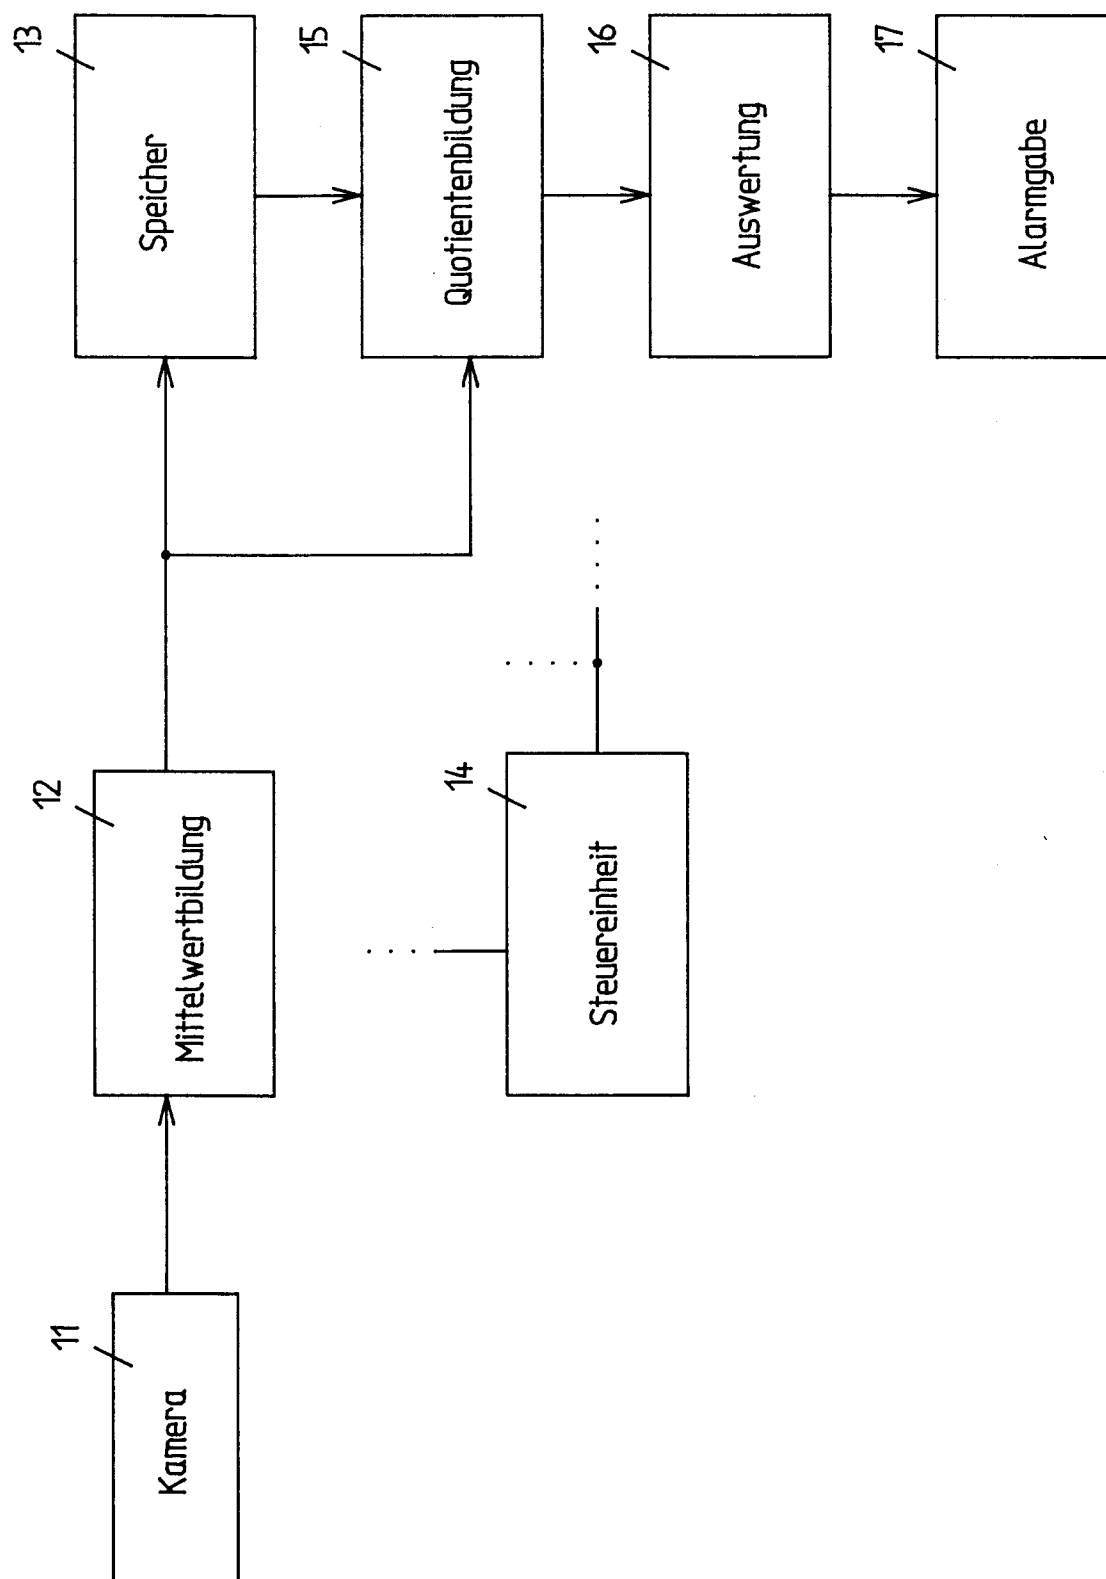 11
Kamera
12
Mittelwertbildung
13
Speicher
14
Steuereinheit
15
Quotientenbildung
16
Auswertung
17
Alarmgabe